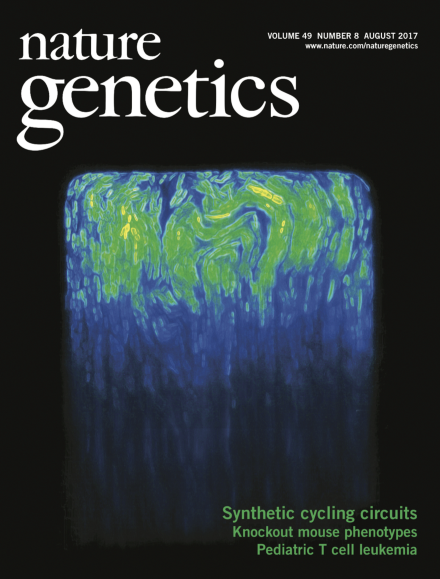 nature
genetics
VOLUME 49 NUMBER 8 AUGUST 2017
www.nature.com/naturegenetics
Synthetic cycling circuits
Knockout mouse phenotypes
Pediatric T cell leukemia